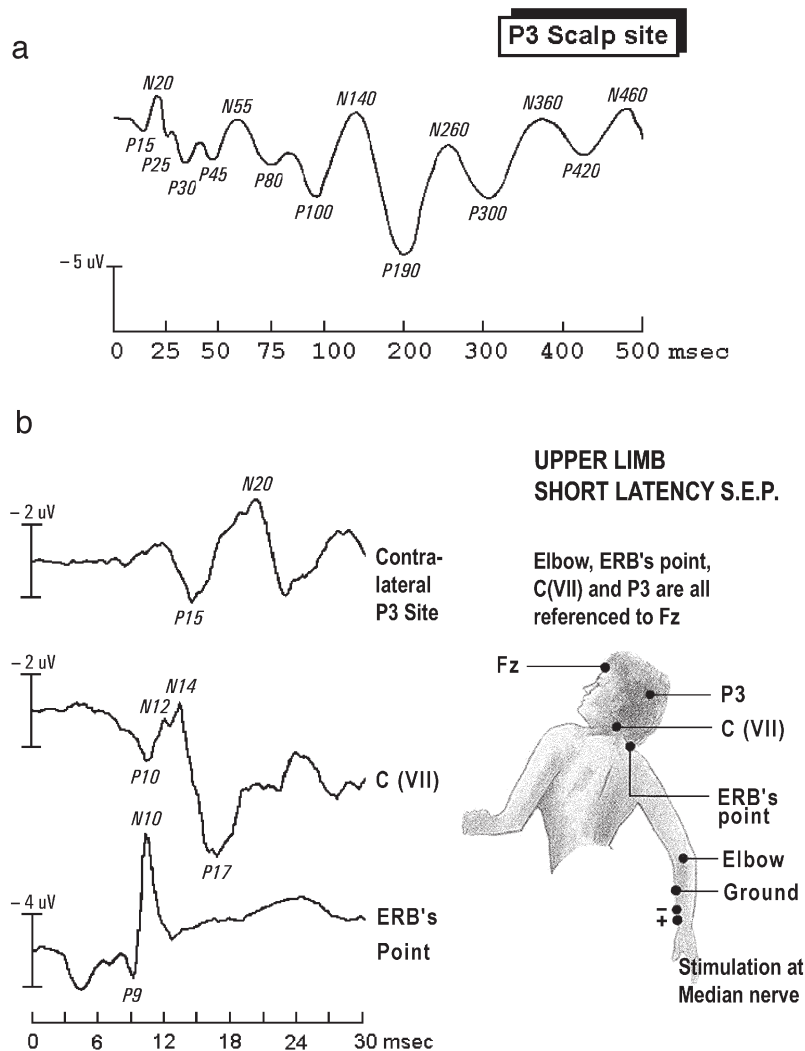 P3 Scalp site
a
N20
N55
N140
N260
N360
N460
P15
P25
P30
P45
P80
P100
P190
P300
P420
– 5 uV
0 25 50 75 100 200 300 400 500 msec
b
UPPER LIMB
SHORT LATENCY S.E.P.
Elbow, ERB's point,
C(VII) and P3 are all
referenced to Fz
– 2 uV
N20
P15
Contra-
lateral
P3 Site
– 2 uV
N12
N14
P10
P17
C (VII)
– 4 uV
N10
P9
ERB's
Point
0 6 12 18 24 30 msec
Fz
P3
C (VII)
ERB's
point
Elbow
Ground
–
+
Stimulation at
Median nerve